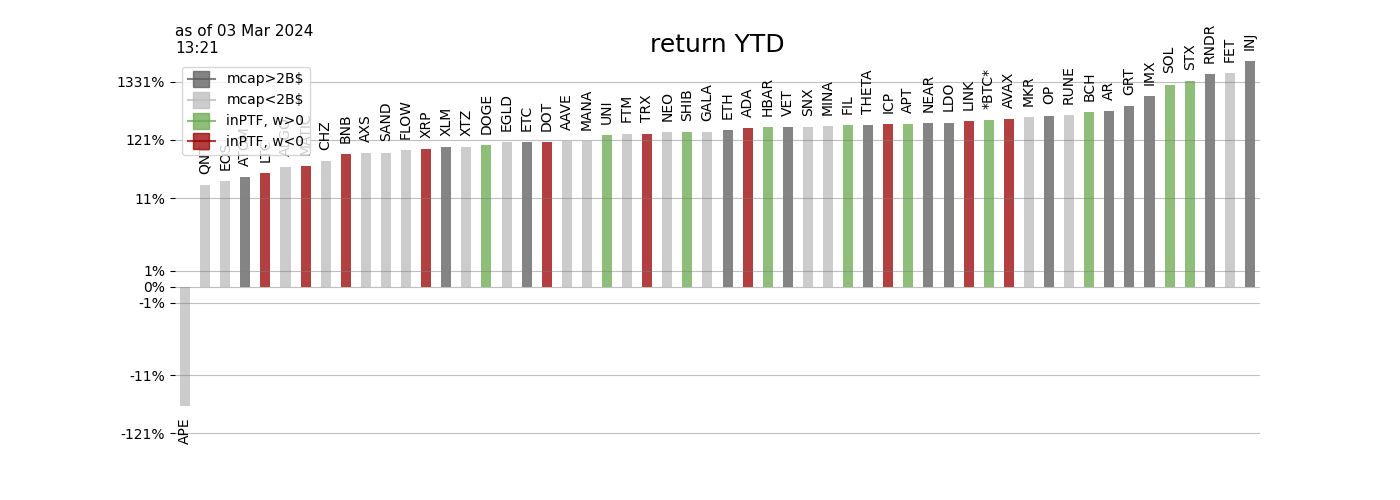 as of 03 Mar 2024
13:21
return YTD
mcap>2B$
mcap<2B$
inPTF, w>0
inPTF, w<0
1331%
121%
11%
1%
0%
-1%
-11%
-121%
APE
QNT
EOS
ATOM
LTC
ALGO
MATIC
CHZ
BNB
AXS
SAND
FLOW
XRP
XLM
XTZ
DOGE
EGLD
ETC
DOT
AAVE
MANA
UNI
FTM
TRX
NEO
SHIB
GALA
ETH
ADA
HBAR
VET
SNX
MINA
FIL
THETA
ICP
APT
NEAR
LDO
LINK
*BTC*
AVAX
MKR
OP
RUNE
BCH
AR
GRT
IMX
SOL
STX
RNDR
FET
INJ